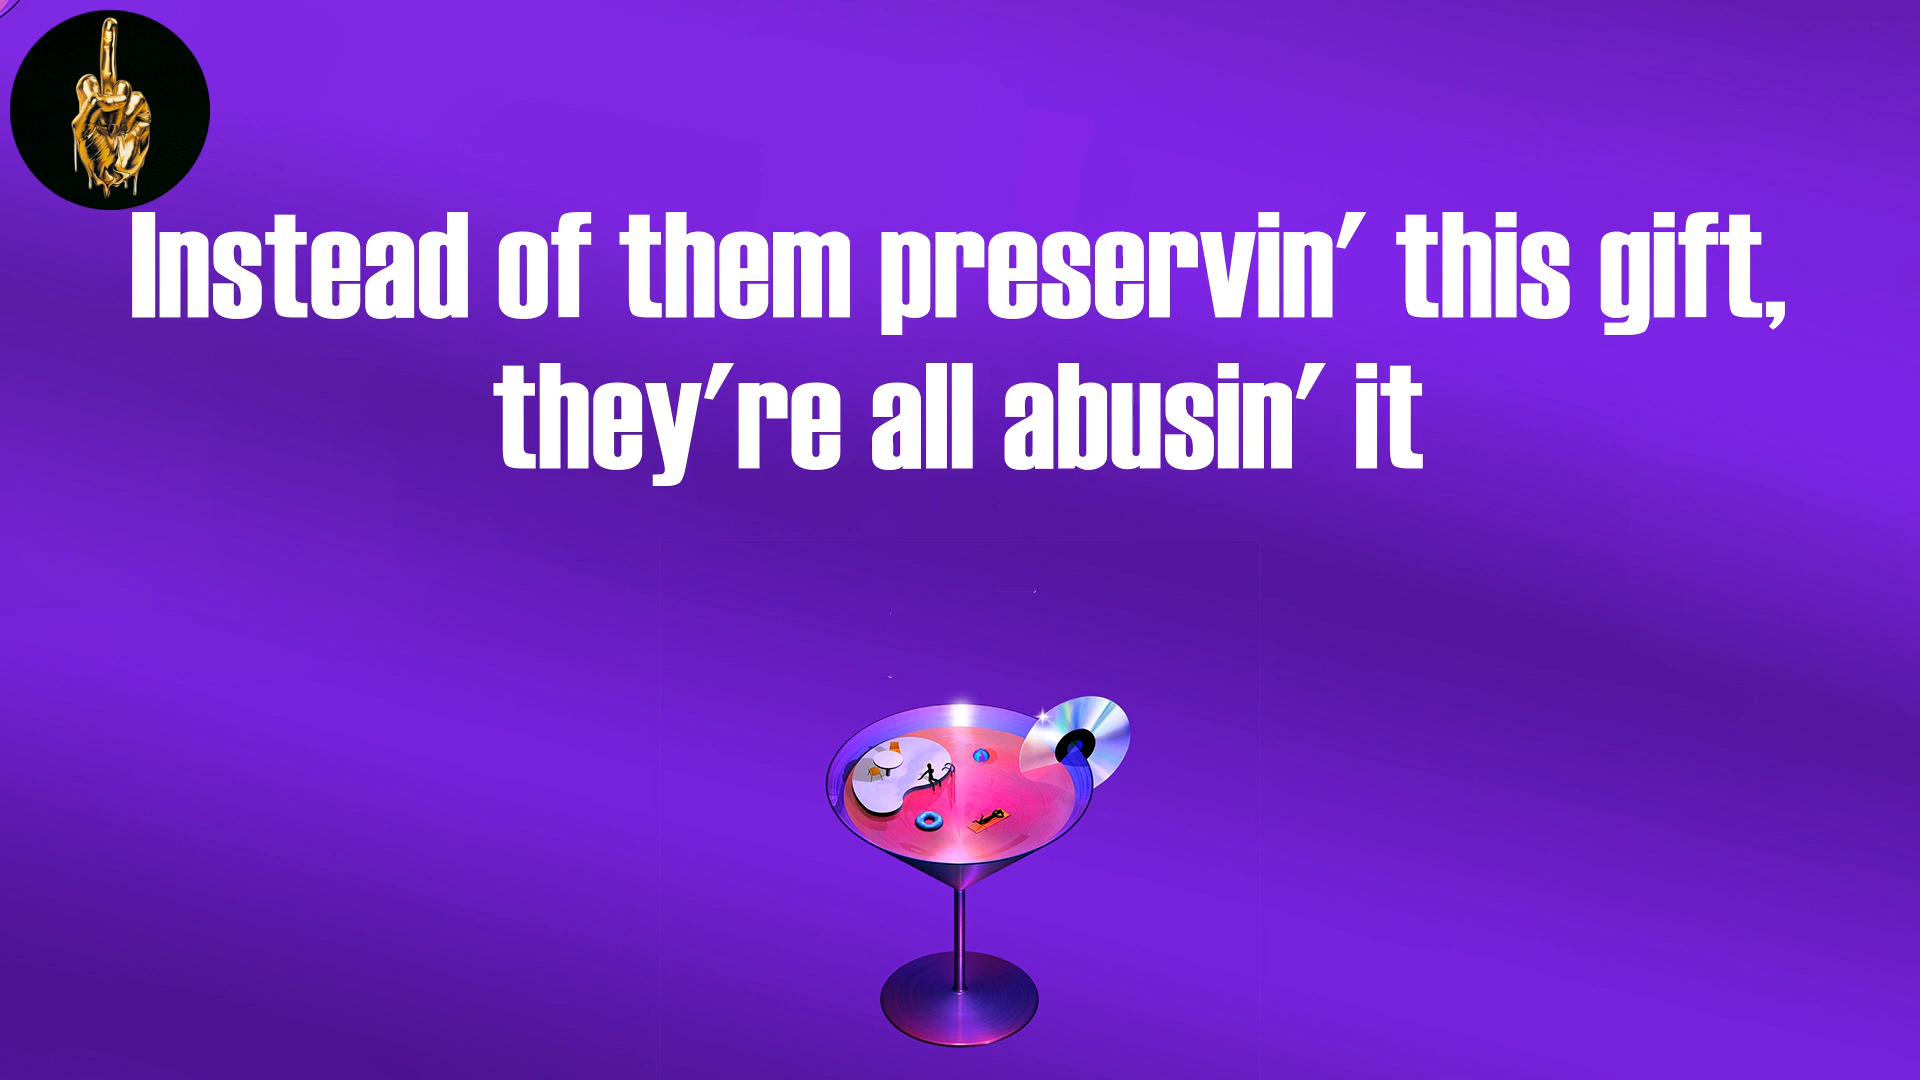 Instead of them preservin' this gift,
they're all abusin' it